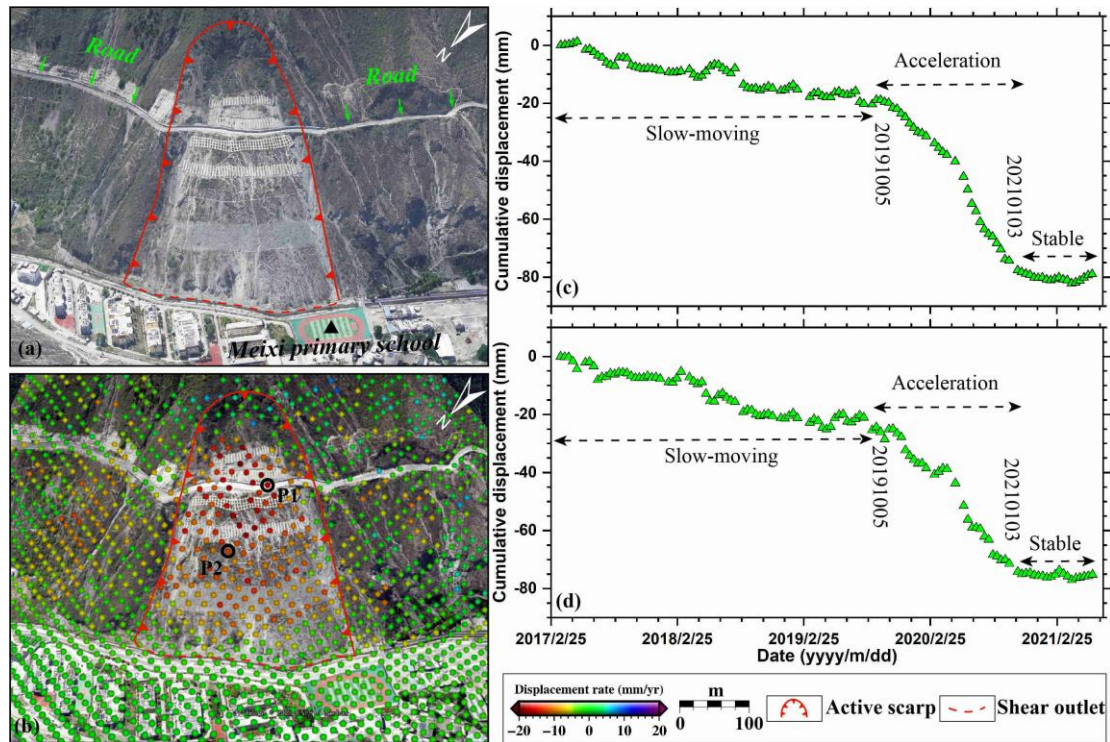 Road
Road
N
Meixi primary school
(a)
N
P1
P2
(b)
Cumulative displacement (mm)
0
-20
-40
-60
-80
Acceleration
Slow-moving
20191005
20210103
Stable
(c)
Cumulative displacement (mm)
0
-20
-40
-60
-80
Acceleration
Slow-moving
20191005
20210103
Stable
(d)
2017/2/25 2018/2/25 2019/2/25 2020/2/25 2021/2/25
Date (yyyy/m/dd)
Displacement rate (mm/yr)
−20 −10 0 10 20
m
0 100
Active scarp
Shear outlet